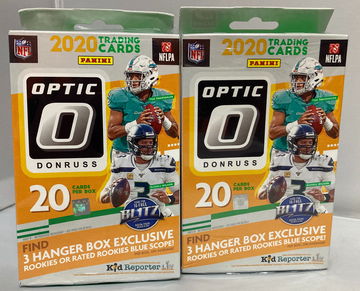 2020 TRADING CARDS
NFL
PANINI
NFLPA
OPTIC
O
DONRUSS
20 CARDS PER BOX
BLITZ
FIND
3 HANGER BOX EXCLUSIVE
ROOKIES OR RATED ROOKIES BLUE SCOPE!
Kid Reporter LIV
2020 TRADING CARDS
NFL
PANINI
NFLPA
OPTIC
O
DONRUSS
20 CARDS PER BOX
BLITZ
FIND
3 HANGER BOX EXCLUSIVE
ROOKIES OR RATED ROOKIES BLUE SCOPE!
Kid Reporter LIV